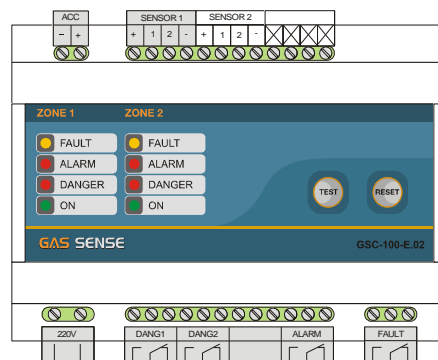 ACC SENSOR 1 SENSOR 2
- + + 1 2 - + 1 2 -
ZONE 1 ZONE 2
FAULT FAULT
ALARM ALARM
DANGER DANGER
ON ON
TEST RESET
GAS SENSE GSC-100-E.02
220V DANG1 DANG2 ALARM FAULT